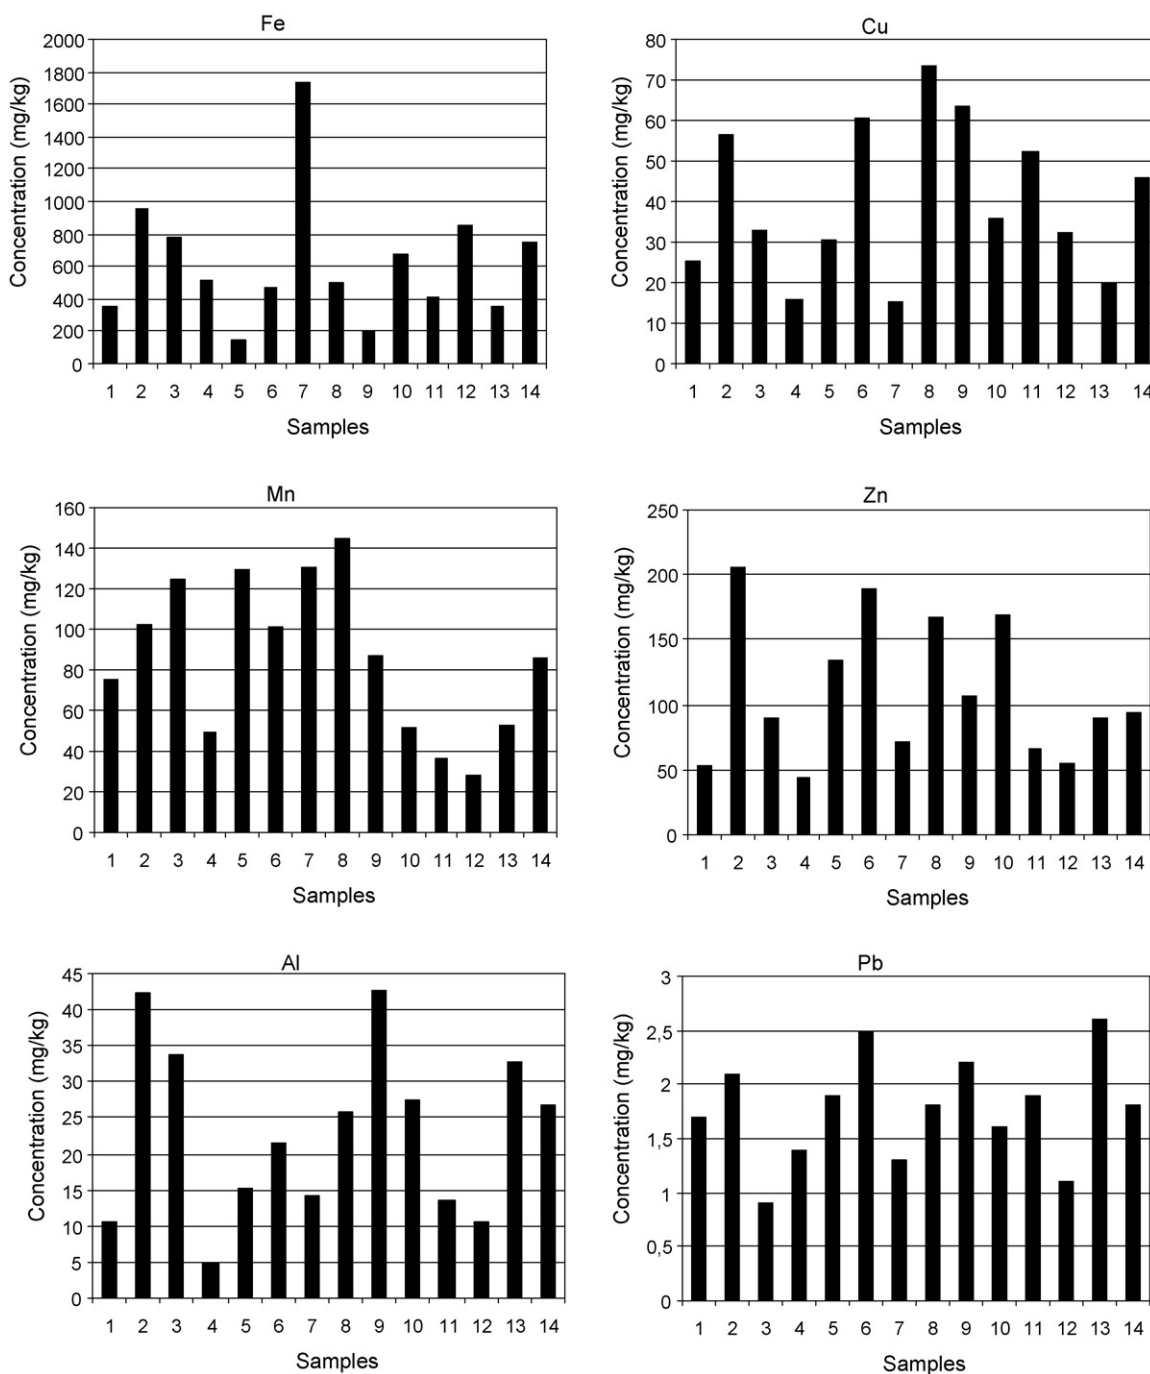 Fe
Concentration (mg/kg)
2000
1800
1600
1400
1200
1000
800
600
400
200
0
1 2 3 4 5 6 7 8 9 10 11 12 13 14
Samples
Cu
Concentration (mg/kg)
80
70
60
50
40
30
20
10
0
1 2 3 4 5 6 7 8 9 10 11 12 13 14
Samples
Mn
Concentration (mg/kg)
160
140
120
100
80
60
40
20
0
1 2 3 4 5 6 7 8 9 10 11 12 13 14
Samples
Zn
Concentration (mg/kg)
250
200
150
100
50
0
1 2 3 4 5 6 7 8 9 10 11 12 13 14
Samples
Al
Concentration (mg/kg)
45
40
35
30
25
20
15
10
5
0
1 2 3 4 5 6 7 8 9 10 11 12 13 14
Samples
Pb
Concentration (mg/kg)
3
2,5
2
1,5
1
0,5
0
1 2 3 4 5 6 7 8 9 10 11 12 13 14
Samples